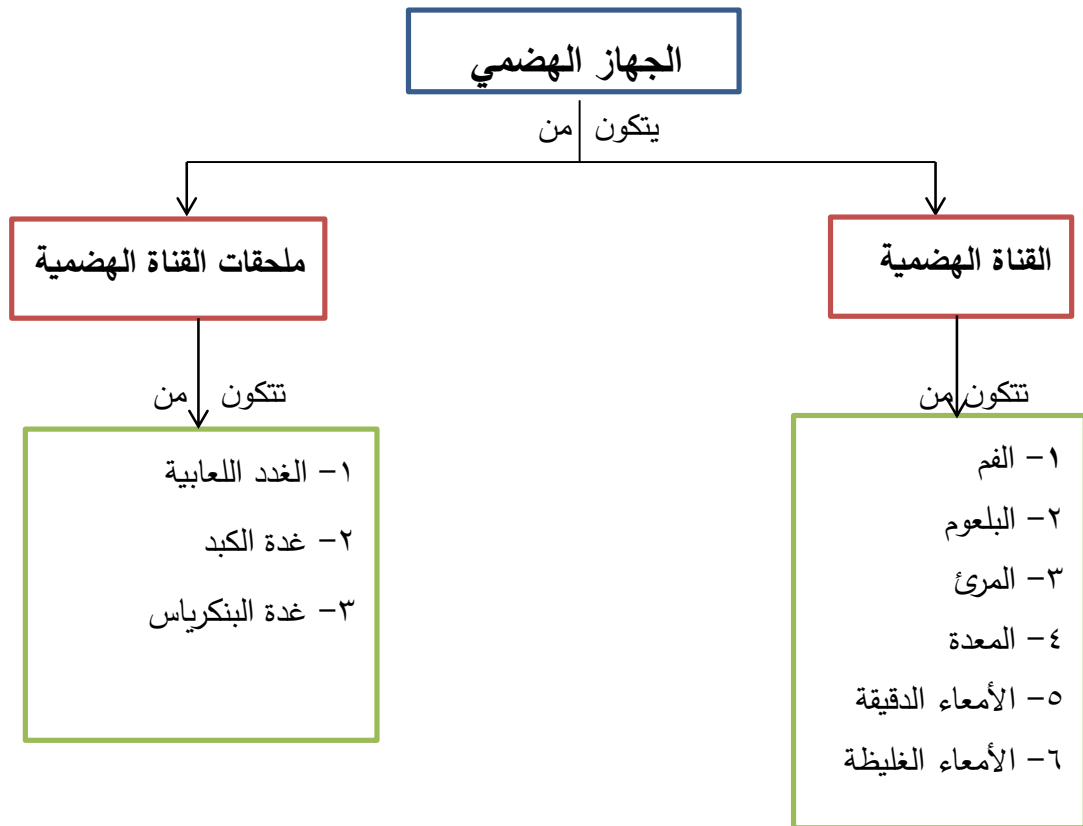 الجهاز الهضمي
يتكون من
القناة الهضمية
تتكون من
١- الفم
٢- البلعوم
٣- المرئ
٤- المعدة
٥- الأمعاء الدقيقة
٦- الأمعاء الغليظة
ملحقات القناة الهضمية
تتكون من
١- الغدد اللعابية
٢- غدة الكبد
٣- غدة البنكرياس